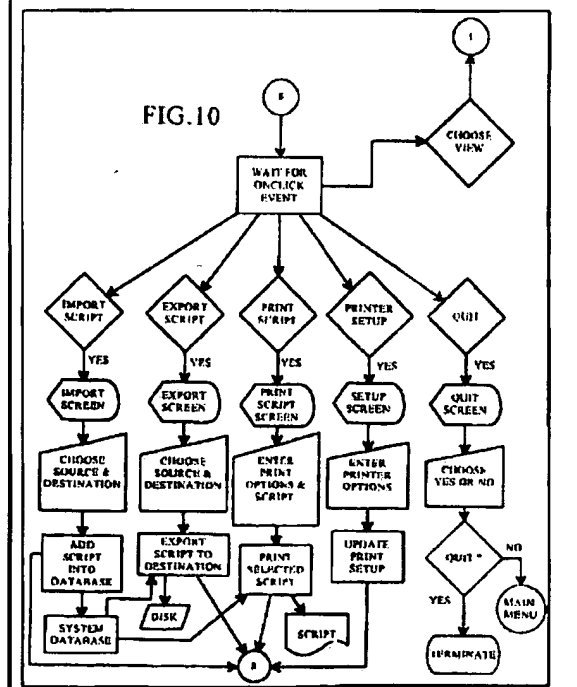 1
FIG.10
CHOOSE
VIEW
WAIT FOR
ONCLICK
EVENT
IMPORT
SCRIPT
EXPORT
SCRIPT
PRINT
SCRIPT
PRINTER
SETUP
QUIT
YES
YES
YES
YES
YES
IMPORT
SCREEN
EXPORT
SCREEN
PRINT
SCRIPT
SCREEN
SETUP
SCREEN
QUIT
SCREEN
CHOOSE
SOURCE &
DESTINATION
CHOOSE
SOURCE &
DESTINATION
ENTER
PRINT
OPTIONS &
SCRIPT
ENTER
PRINTER
OPTIONS
CHOOSE
YES OR NO
ADD
SCRIPT
INTO
DATABASE
EXPORT
SCRIPT TO
DESTINATION
PRINT
SELECTED
SCRIPT
UPDATE
PRINT
SETUP
QUIT
NO
YES
MAIN
MENU
SYSTEM
DATABASE
DISK
SCRIPT
TERMINATE